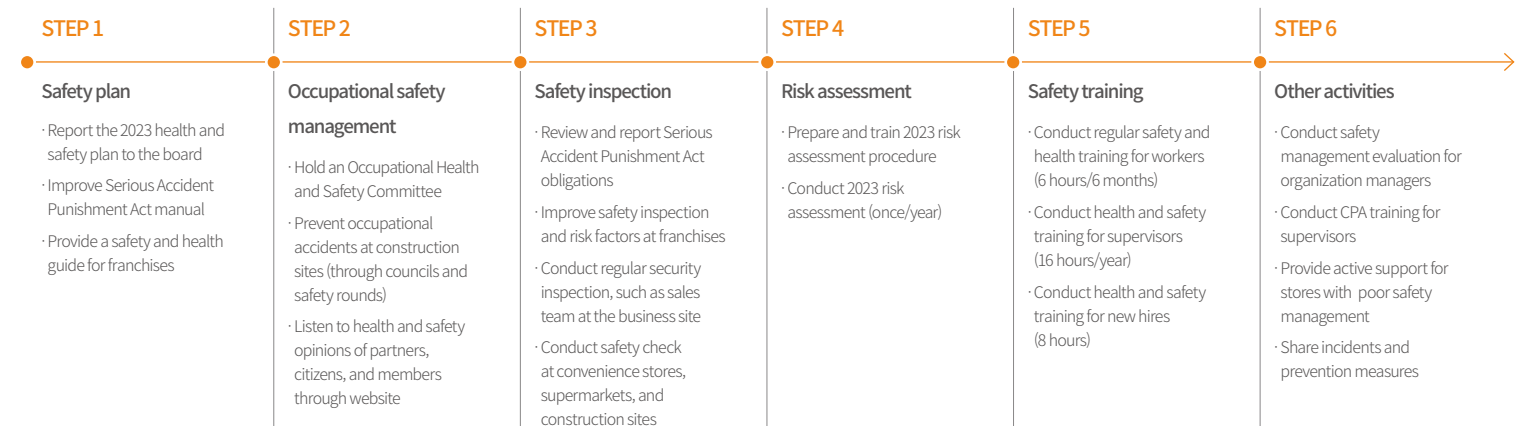 STEP 1
Safety plan
· Report the 2023 health and
safety plan to the board
· Improve Serious Accident
Punishment Act manual
· Provide a safety and health
guide for franchises
STEP 2
Occupational safety
management
· Hold an Occupational Health
and Safety Committee
· Prevent occupational
accidents at construction
sites (through councils and
safety rounds)
· Listen to health and safety
opinions of partners,
citizens, and members
through website
STEP 3
Safety inspection
· Review and report Serious
Accident Punishment Act
obligations
· Improve safety inspection
and risk factors at franchises
· Conduct regular security
inspection, such as sales
team at the business site
· Conduct safety check
at convenience stores,
supermarkets, and
construction sites
STEP 4
Risk assessment
· Prepare and train 2023 risk
assessment procedure
· Conduct 2023 risk
assessment (once/year)
STEP 5
Safety training
· Conduct regular safety and
health training for workers
(6 hours/6 months)
· Conduct health and safety
training for supervisors
(16 hours/year)
· Conduct health and safety
training for new hires
(8 hours)
STEP 6
Other activities
· Conduct safety
management evaluation for
organization managers
· Conduct CPA training for
supervisors
· Provide active support for
stores with poor safety
management
· Share incidents and
prevention measures